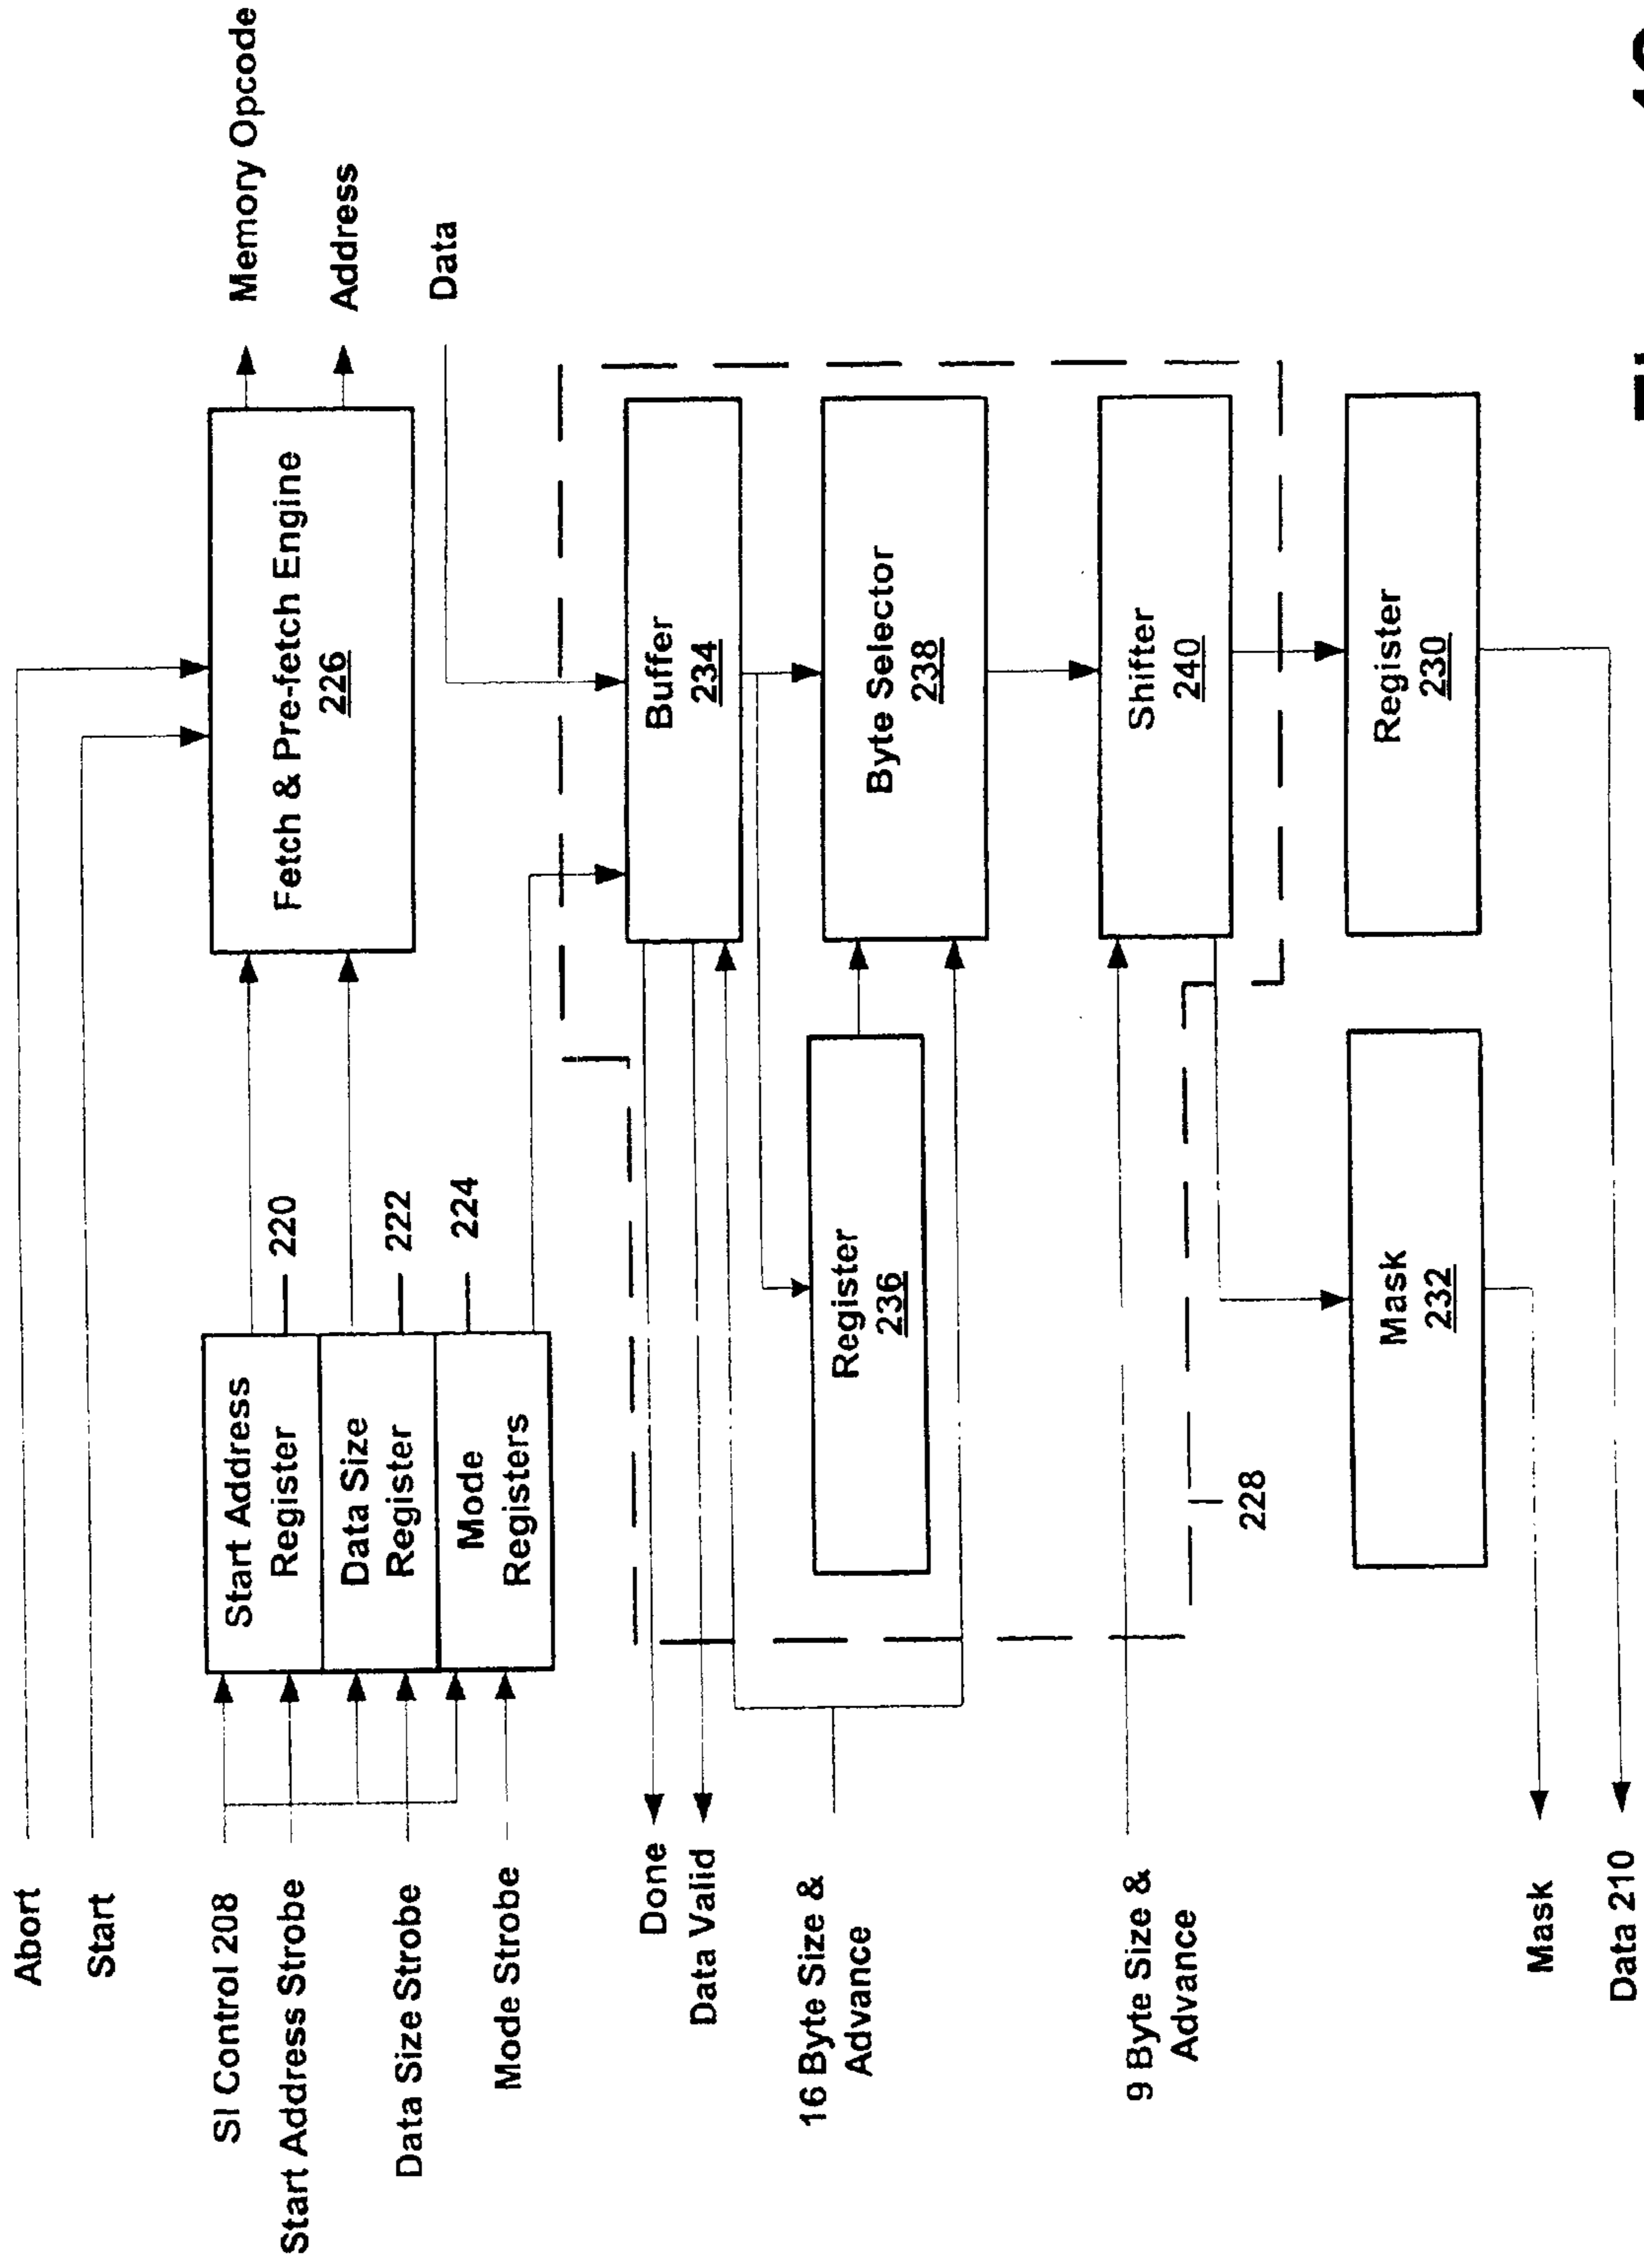 Abort
Start
SI Control 208
Start Address Strobe
Data Size Strobe
Mode Strobe
Start Address
Register
220
Data Size
Register
222
Mode
Registers
224
Fetch & Pre-fetch Engine
226
Memory Opcode
Address
Data
Done
Data Valid
16 Byte Size &
Advance
9 Byte Size &
Advance
Buffer
234
Register
236
Byte Selector
238
Shifter
240
228
Mask
232
Register
230
Mask
Data 210